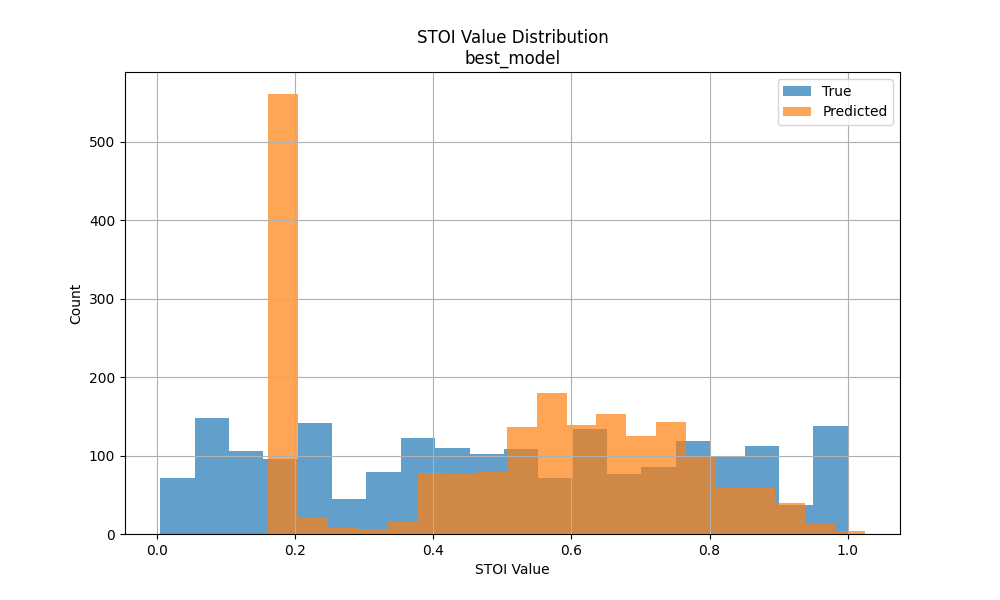 STOI Value Distribution
best_model
True
Predicted
Count
500
400
300
200
100
0
0.0 0.2 0.4 0.6 0.8 1.0
STOI Value